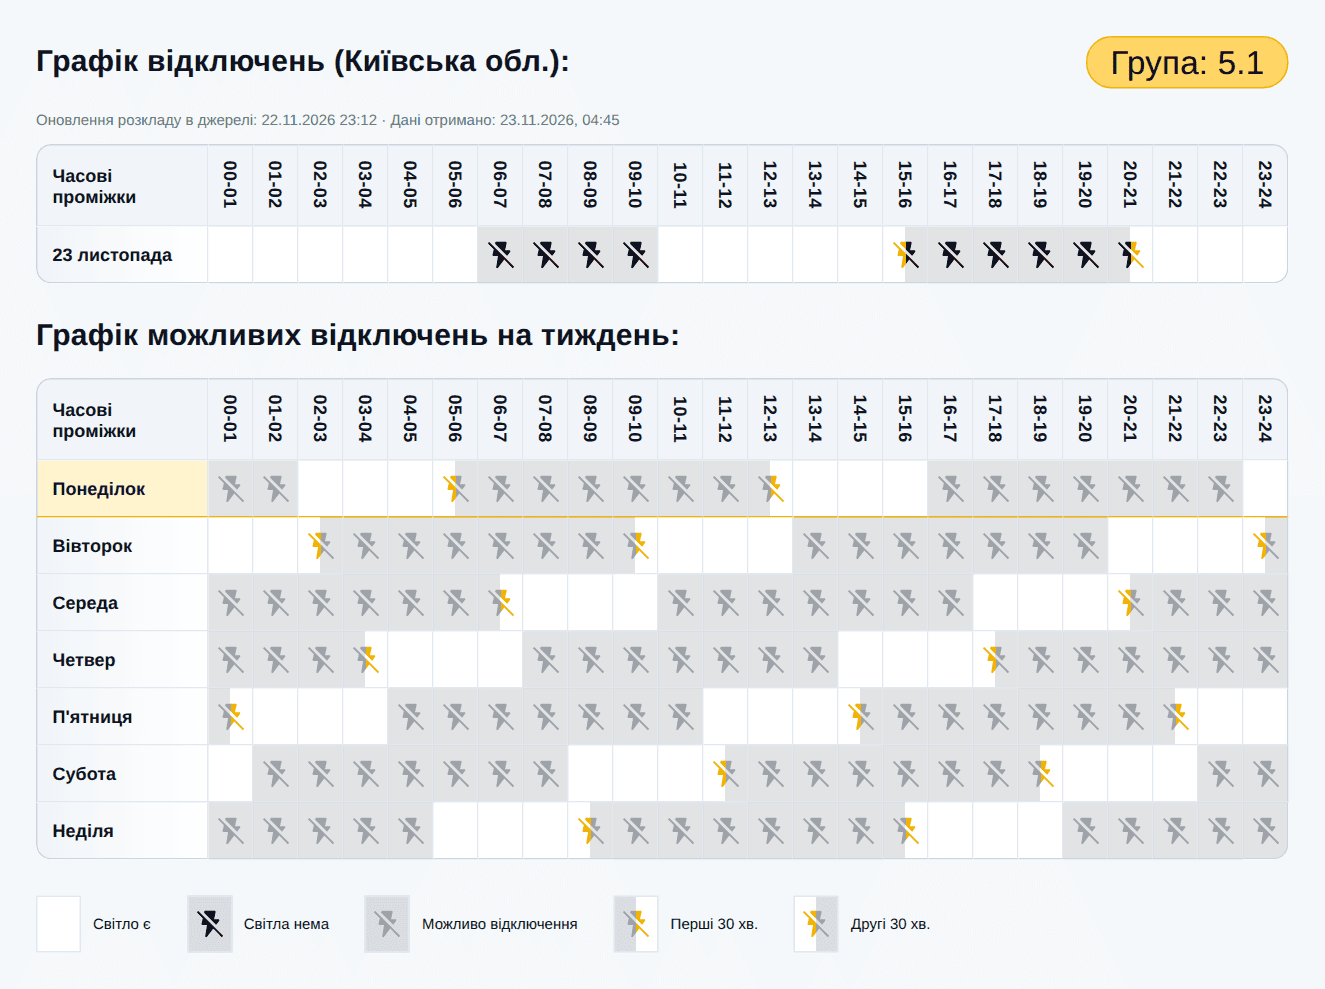 Графік відключень (Київська обл.):
Група: 5.1
Оновлення розкладу в джерелі: 22.11.2026 23:12 · Дані отримано: 23.11.2026, 04:45
Часові проміжки 00-01 01-02 02-03 03-04 04-05 05-06 06-07 07-08 08-09 09-10 10-11 11-12 12-13 13-14 14-15 15-16 16-17 17-18 18-19 19-20 20-21 21-22 22-23 23-24
23 листопада
Графік можливих відключень на тиждень:
Часові проміжки 00-01 01-02 02-03 03-04 04-05 05-06 06-07 07-08 08-09 09-10 10-11 11-12 12-13 13-14 14-15 15-16 16-17 17-18 18-19 19-20 20-21 21-22 22-23 23-24
Понеділок
Вівторок
Середа
Четвер
П'ятниця
Субота
Неділя
Світло є Світла нема Можливо відключення Перші 30 хв. Другі 30 хв.